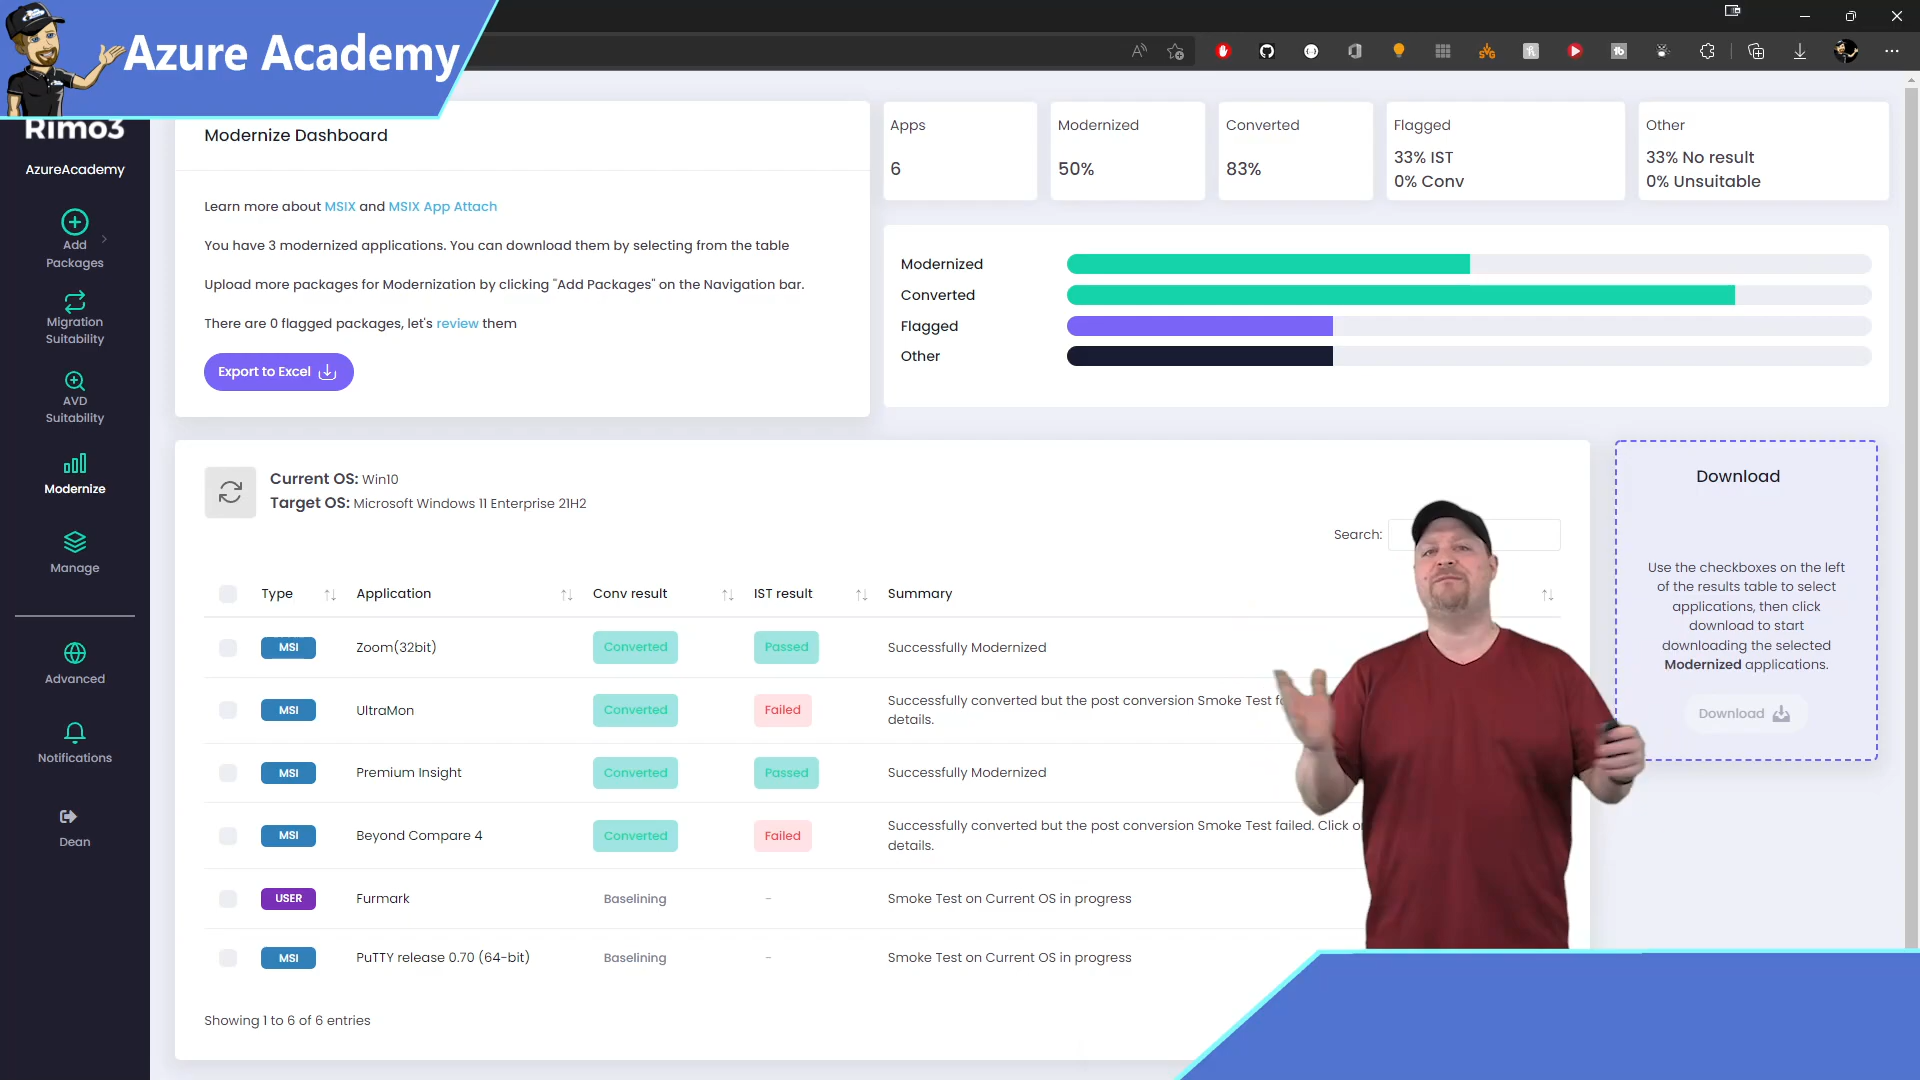 Azure Academy
Rimo3
AzureAcademy
Add
Packages
Migration
Suitability
AVD
Suitability
Modernize
Manage
Advanced
Notifications
Dean
Modernize Dashboard
Learn more about MSIX and MSIX App Attach
You have 3 modernized applications. You can download them by selecting from the table
Upload more packages for Modernization by clicking "Add Packages" on the Navigation bar.
There are 0 flagged packages, let's review them
Export to Excel
Apps
6
Modernized
50%
Converted
83%
Flagged
33% IST
0% Conv
Other
33% No result
0% Unsuitable
Modernized
Converted
Flagged
Other
Current OS: Win10
Target OS: Microsoft Windows 11 Enterprise 21H2
Search:
Type Application Conv result IST result Summary
MSI Zoom(32bit) Converted Passed Successfully Modernized
MSI UltraMon Converted Failed Successfully converted but the post conversion Smoke Test
details.
MSI Premium Insight Converted Passed Successfully Modernized
MSI Beyond Compare 4 Converted Failed Successfully converted but the post conversion Smoke Test failed. Click
details.
USER Furmark Baselining - Smoke Test on Current OS in progress
MSI PuTTY release 0.70 (64-bit) Baselining - Smoke Test on Current OS in progress
Showing 1 to 6 of 6 entries
Download
Use the checkboxes on the left
of the results table to select
applications, then click
download to start
downloading the selected
Modernized applications.
Download